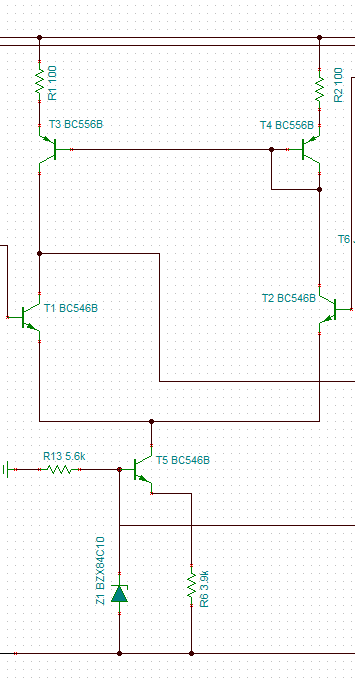 R1 100
R2 100
T3 BC556B
T4 BC556B
T6
T1 BC546B
T2 BC546B
R13 5.6k
T5 BC546B
Z1 BZX84C10
R6 3.9k